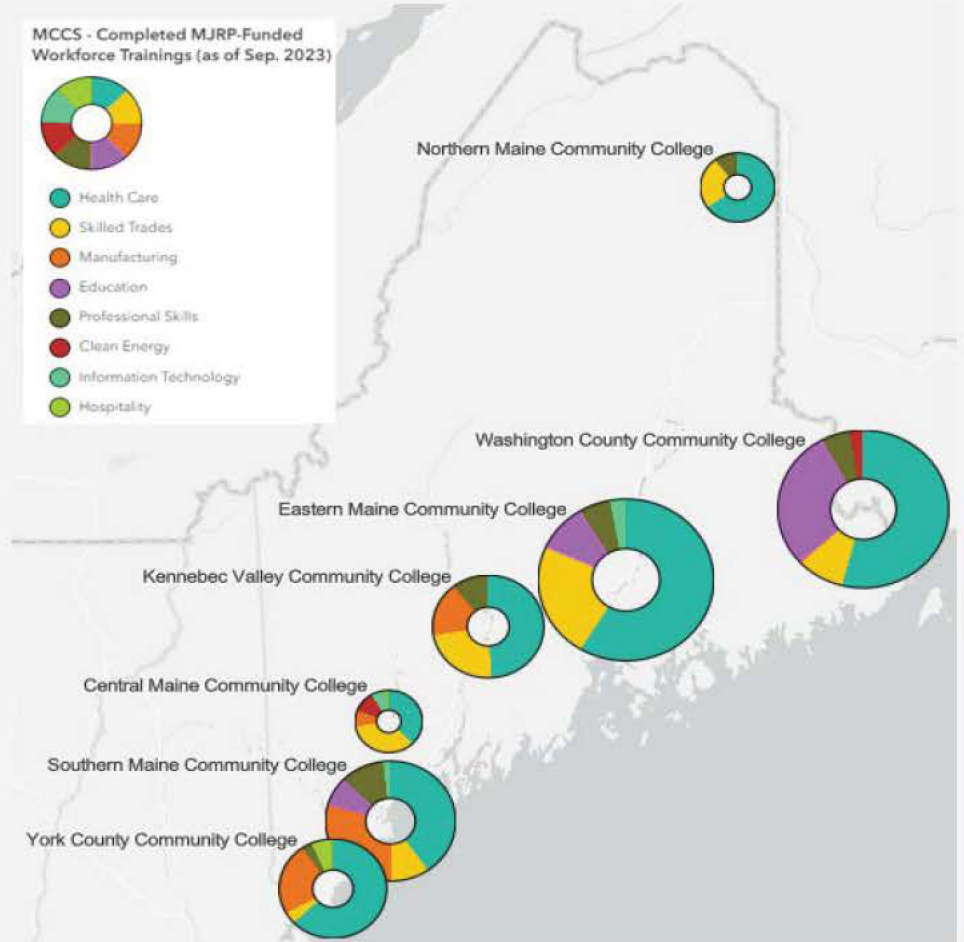 MCCS - Completed MJRP-Funded
Workforce Trainings (as of Sep. 2023)
Health Care
Skilled Trades
Manufacturing
Education
Professional Skills
Clean Energy
Information Technology
Hospitality
Northern Maine Community College
Washington County Community College
Eastern Maine Community College
Kennebec Valley Community College
Central Maine Community College
Southern Maine Community College
York County Community College